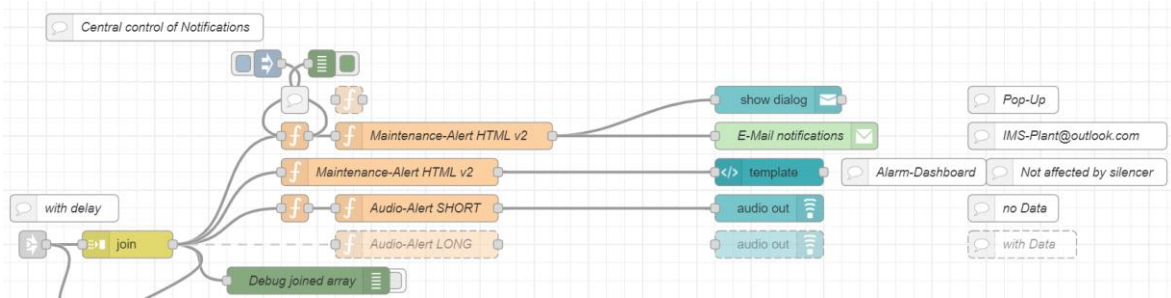 Central control of Notifications
show dialog
Pop-Up
Maintenance-Alert HTML v2
E-Mail notifications
IMS-Plant@outlook.com
Maintenance-Alert HTML v2
</> template
Alarm-Dashboard
Not affected by silencer
with delay
Audio-Alert SHORT
audio out
no Data
join
Audio-Alert LONG
audio out
with Data
Debug joined array